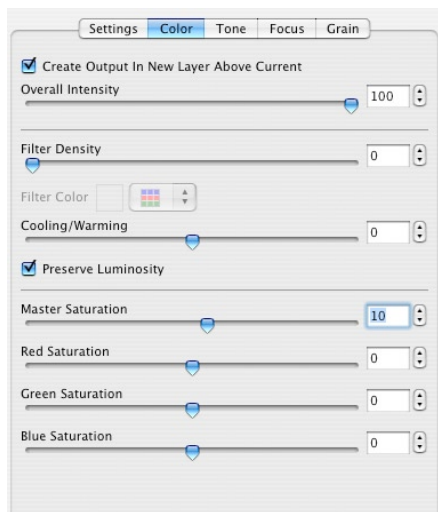 Settings Color Tone Focus Grain
Create Output In New Layer Above Current
Overall Intensity
100
Filter Density
0
Filter Color
Cooling/Warming
0
Preserve Luminosity
Master Saturation
10
Red Saturation
0
Green Saturation
0
Blue Saturation
0